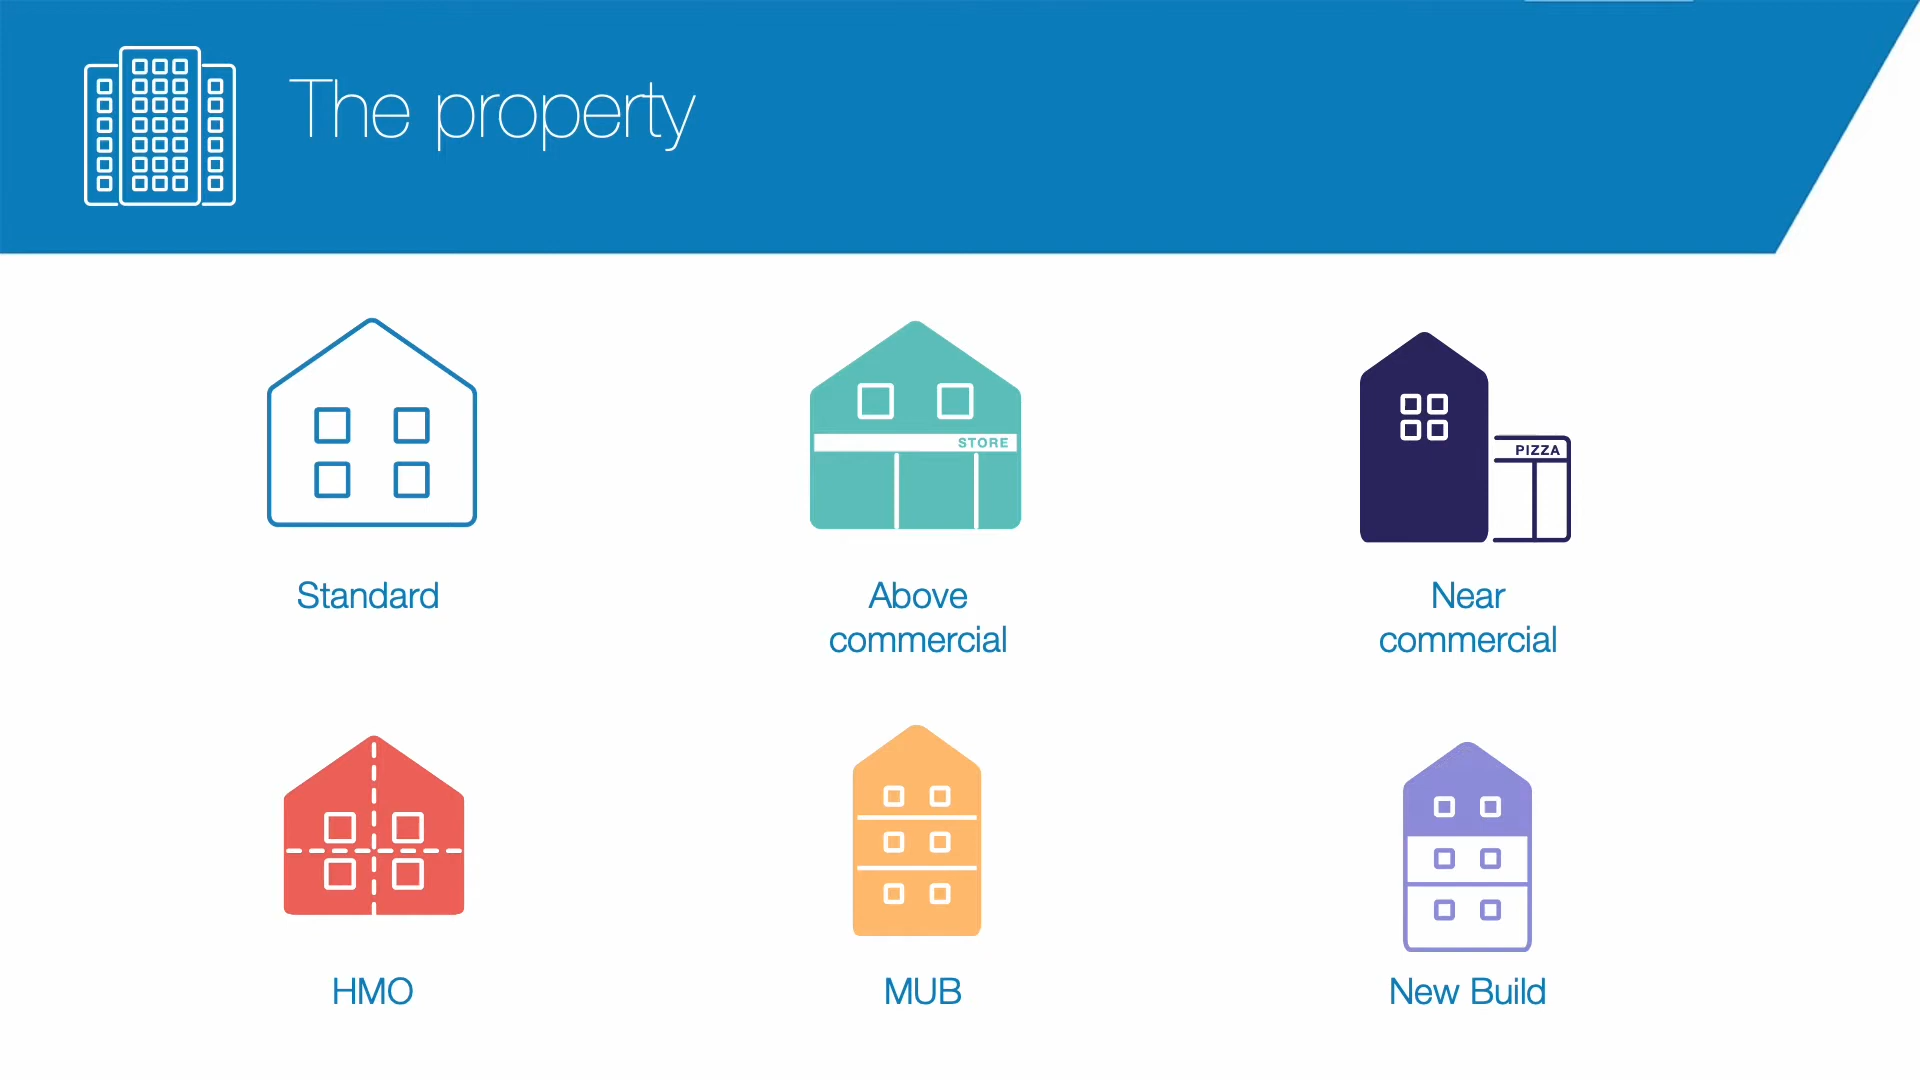 The property
STORE
PIZZA
Standard
Above
commercial
Near
commercial
HMO
MUB
New Build